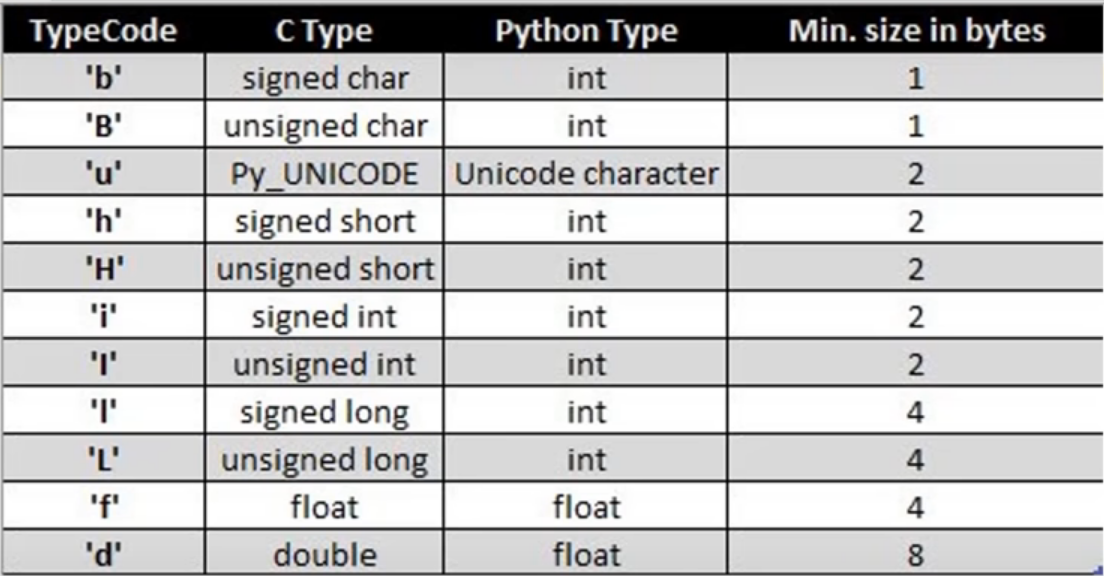 TypeCode C Type Python Type Min. size in bytes
'b' signed char int 1
'B' unsigned char int 1
'u' Py_UNICODE Unicode character 2
'h' signed short int 2
'H' unsigned short int 2
'i' signed int int 2
'I' unsigned int int 2
'l' signed long int 4
'L' unsigned long int 4
'f' float float 4
'd' double float 8